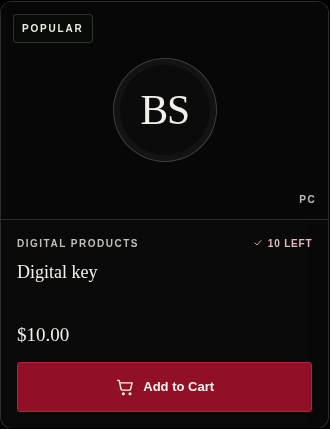 POPULAR
BS
PC
DIGITAL PRODUCTS
10 LEFT
Digital key
$10.00
Add to Cart